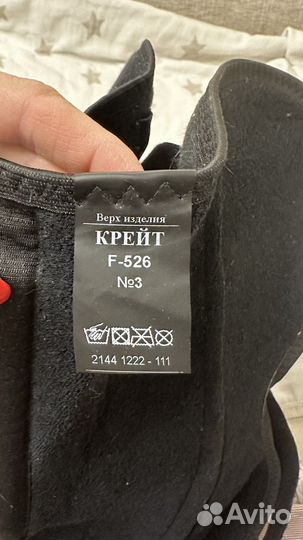 Верх изделия
КРЕЙТ
F-526
№3
2144 1222 - 111
Avito